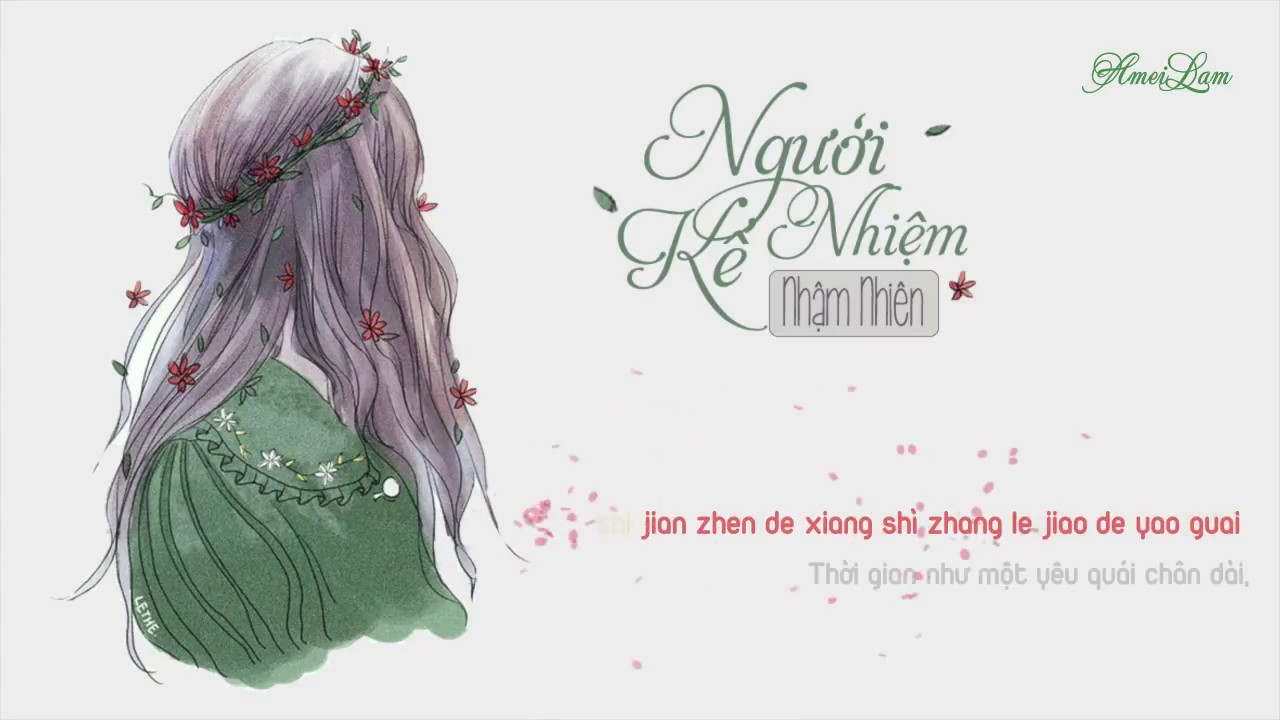 AmeiLam
Người
Kế Nhiệm
Nhậm Nhiên
shi jian zhen de xiang shì zhang le jiao de yao guai
Thời gian như một yêu quái chân dài,
LETHE.